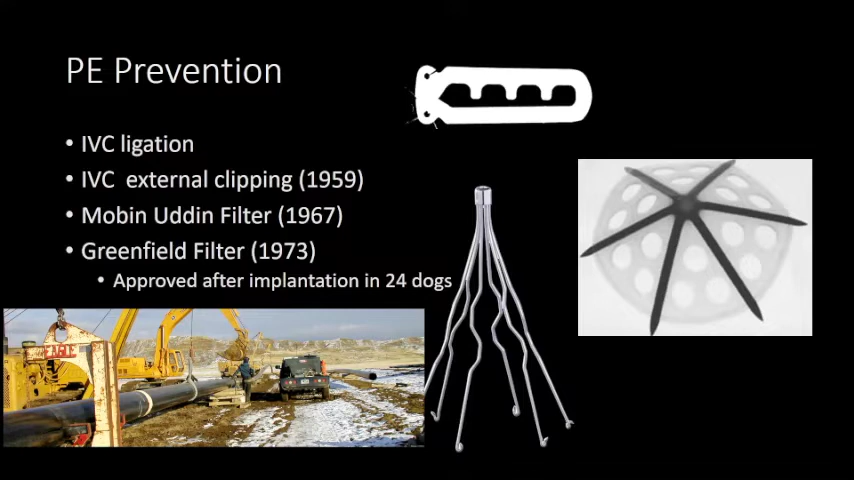 PE Prevention
• IVC ligation
• IVC  external clipping (1959)
• Mobin Uddin Filter (1967)
• Greenfield Filter (1973)
• Approved after implantation in 24 dogs